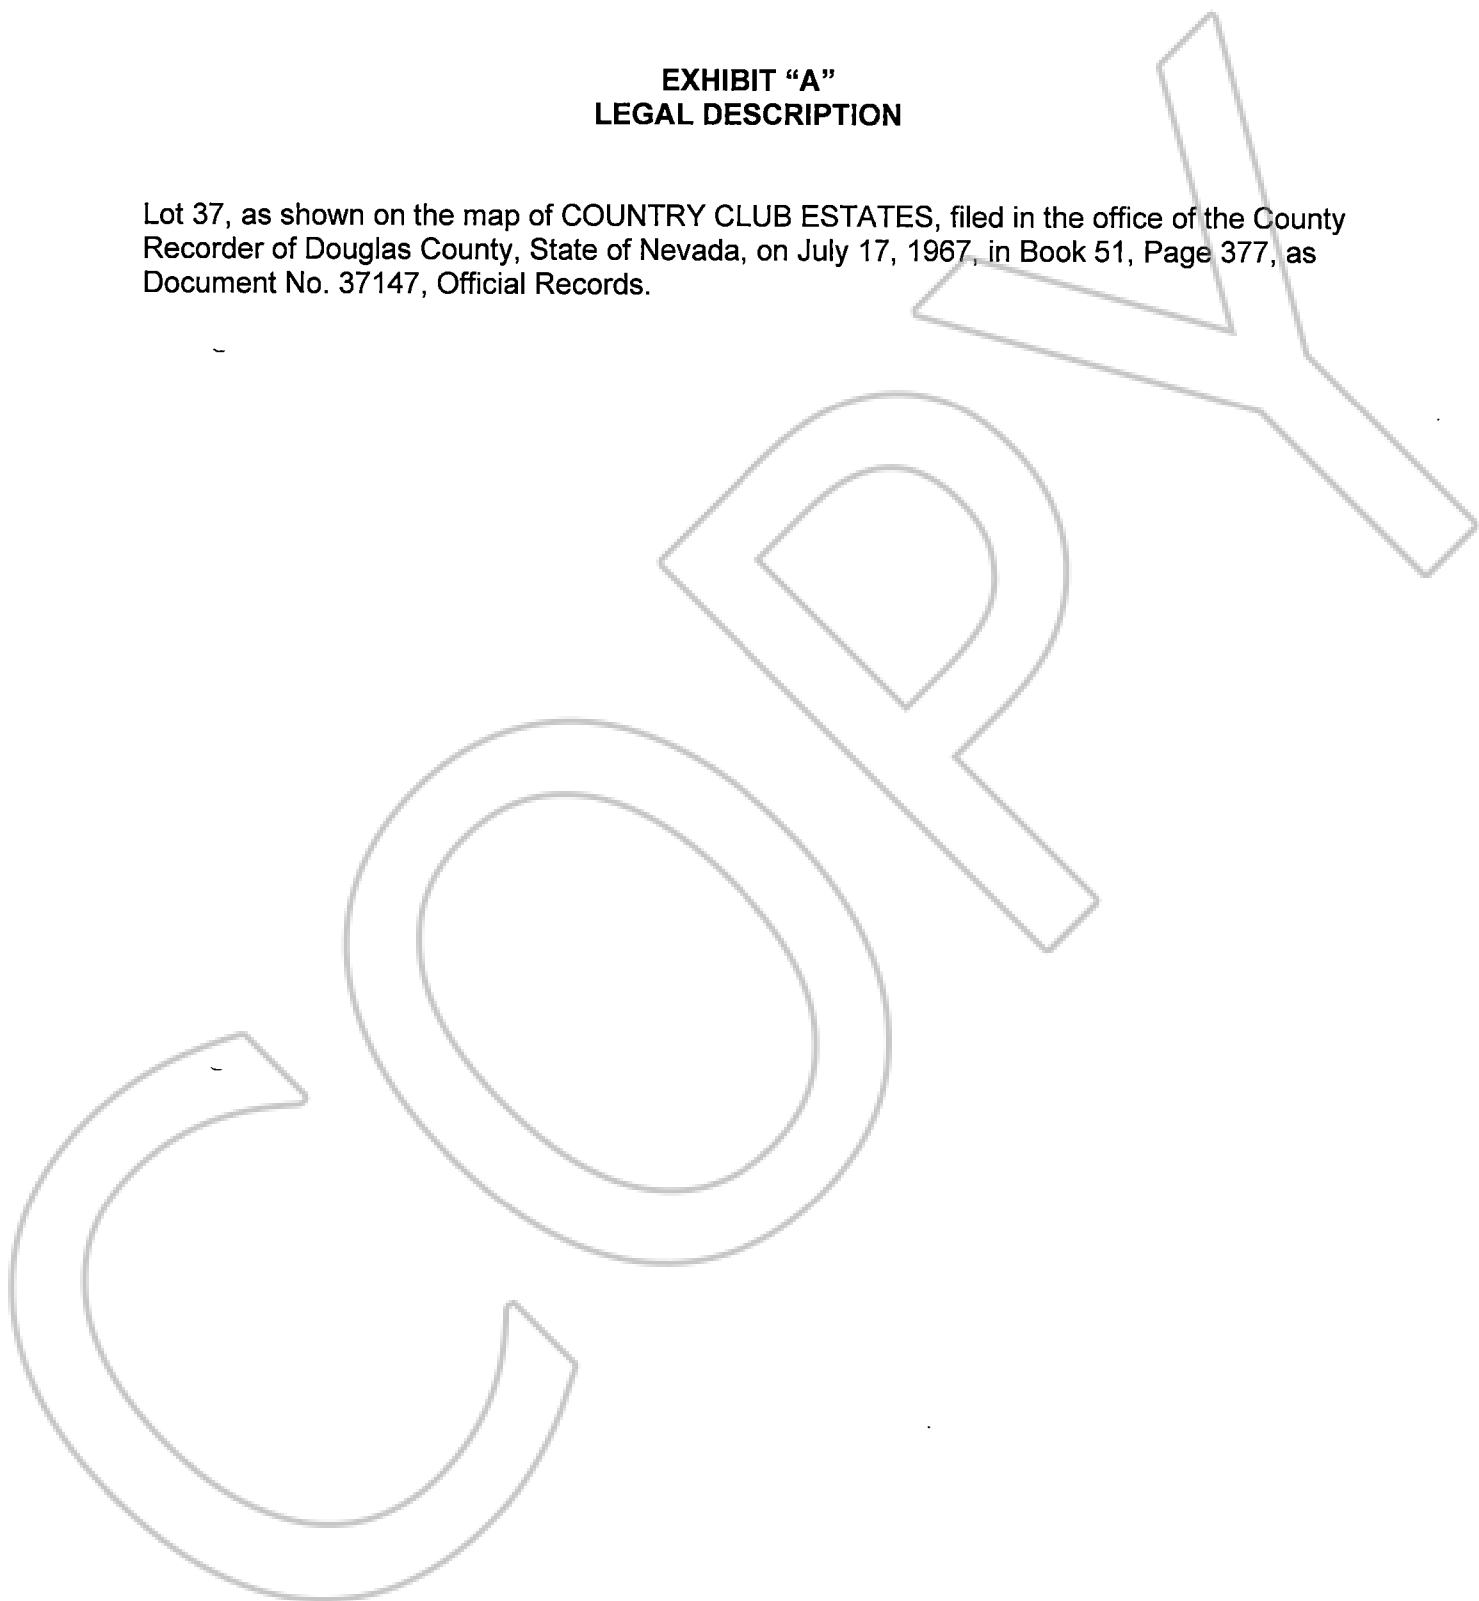 EXHIBIT “A”
LEGAL DESCRIPTION
Lot 37, as shown on the map of COUNTRY CLUB ESTATES, filed in the office of the County
Recorder of Douglas County, State of Nevada, on July 17, 1967, in Book 51, Page 377, as
Document No. 37147, Official Records.
COPY